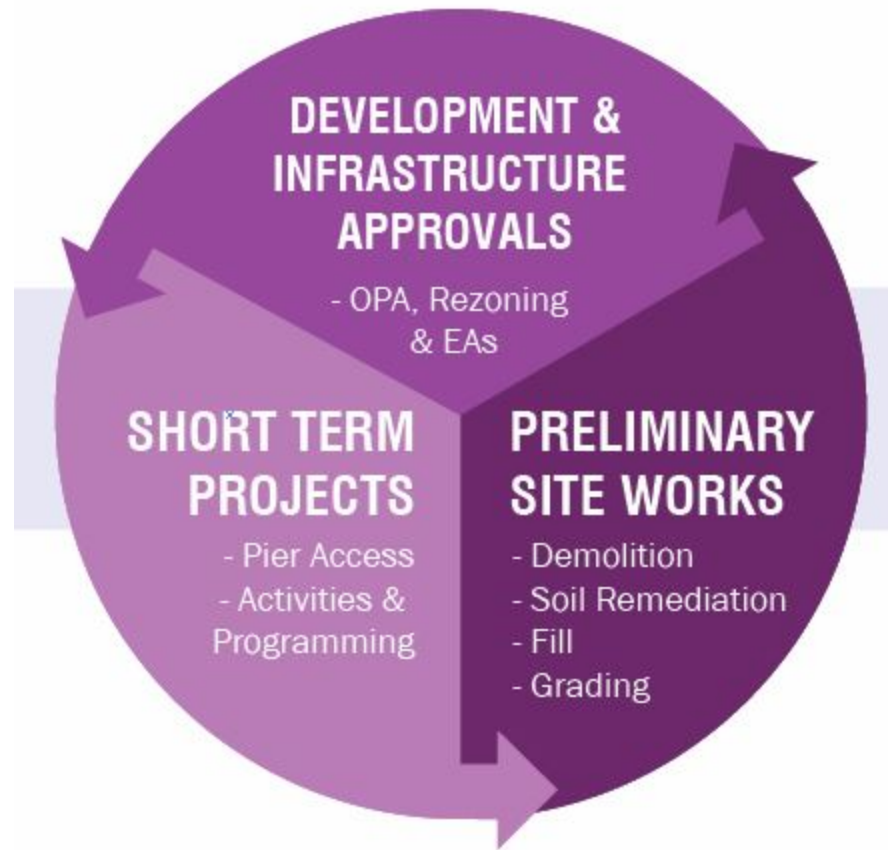 DEVELOPMENT &
INFRASTRUCTURE
APPROVALS
- OPA, Rezoning
& EAs
SHORT TERM
PROJECTS
- Pier Access
- Activities &
Programming
PRELIMINARY
SITE WORKS
- Demolition
- Soil Remediation
- Fill
- Grading